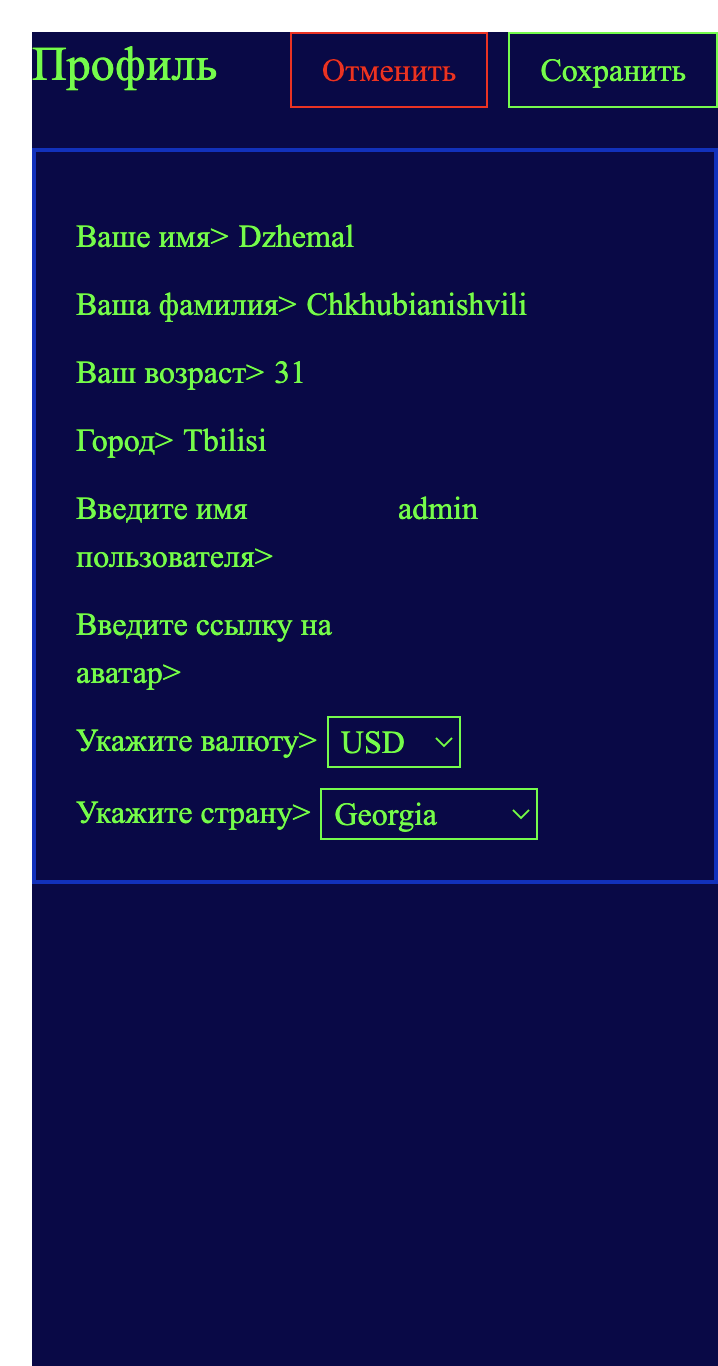 Профиль
Отменить
Сохранить
Ваше имя> Dzhemal
Ваша фамилия> Chkhubianishvili
Ваш возраст> 31
Город> Tbilisi
Введите имя admin
пользователя>
Введите ссылку на
аватар>
Укажите валюту> USD
Укажите страну> Georgia